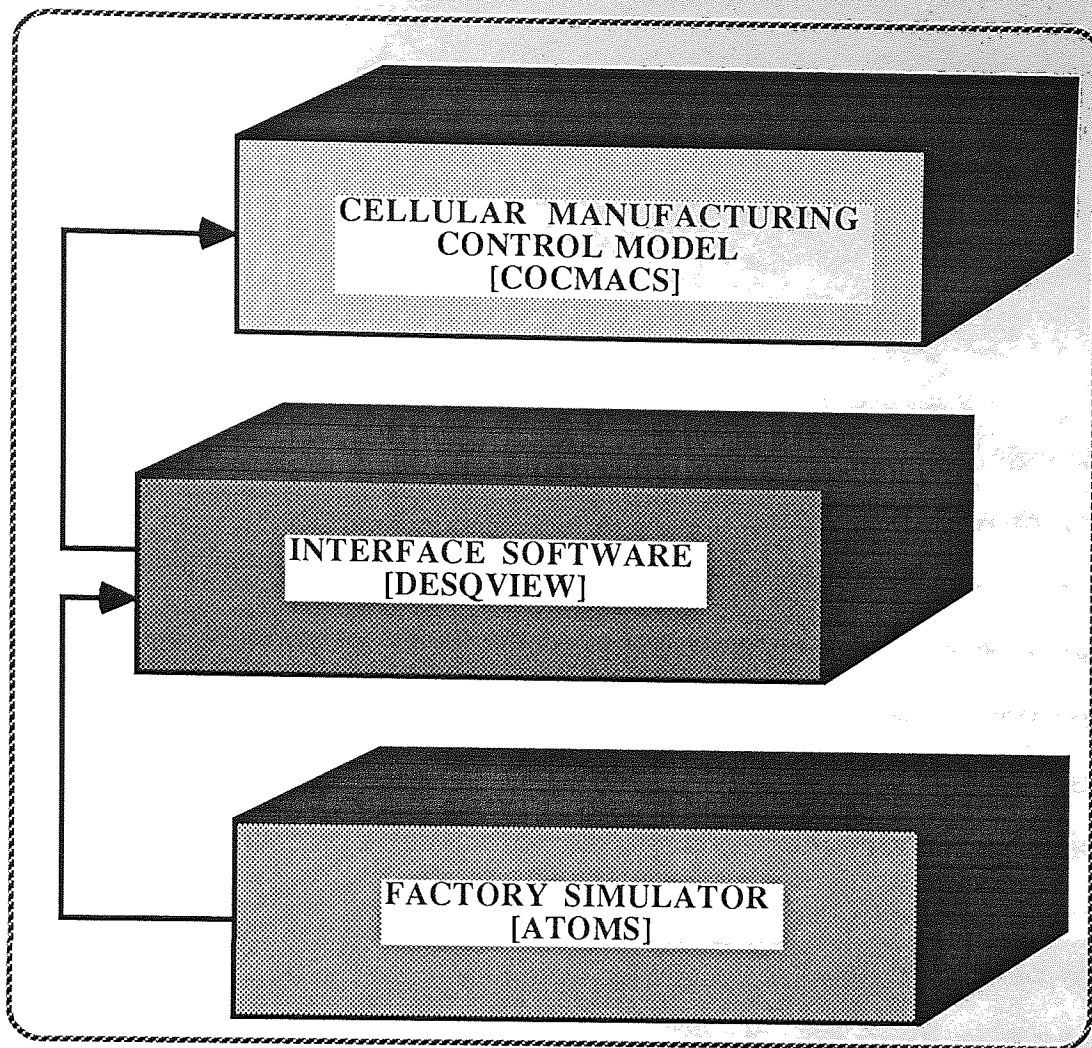 CELLULAR MANUFACTURING
CONTROL MODEL
[COCMACS]
INTERFACE SOFTWARE
[DESQVIEW]
FACTORY SIMULATOR
[ATOMS]